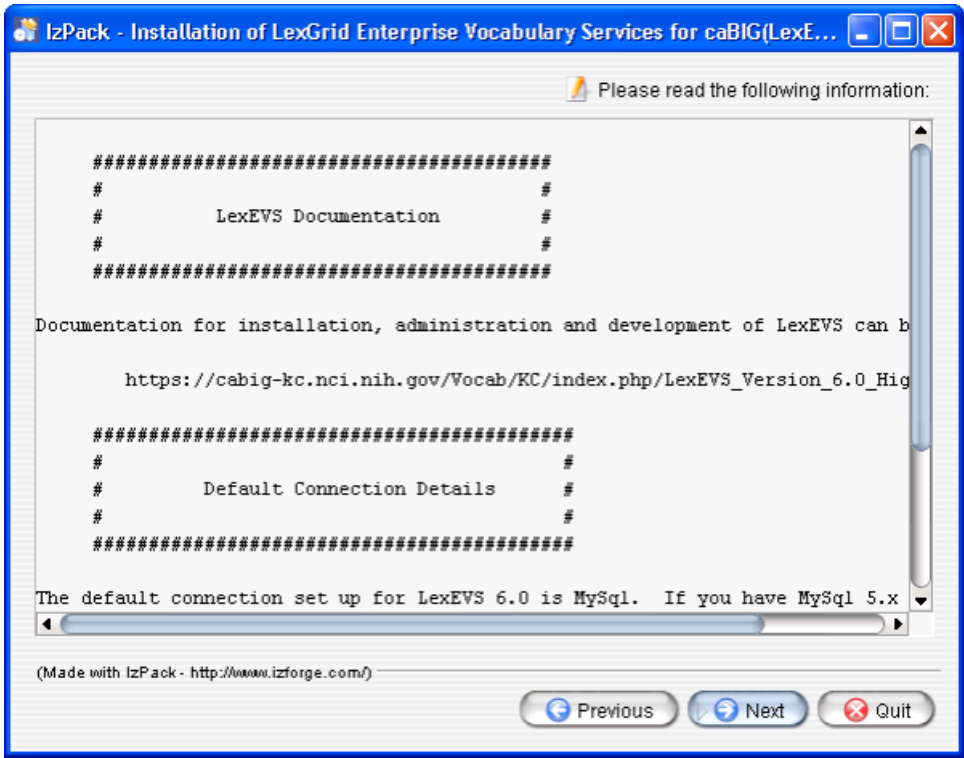 IzPack - Installation of LexGrid Enterprise Vocabulary Services for caBIG(LexE...
Please read the following information:
#########################################
#                                       #
#          LexEVS Documentation         #
#                                       #
#########################################
Documentation for installation, administration and development of LexEVS can b
https://cabig-kc.nci.nih.gov/Vocab/KC/index.php/LexEVS_Version_6.0_Hig
###########################################
#                                         #
#         Default Connection Details      #
#                                         #
###########################################
The default connection set up for LexEVS 6.0 is MySql.  If you have MySql 5.x
(Made with IzPack - http://www.izforge.com/)
Previous Next Quit